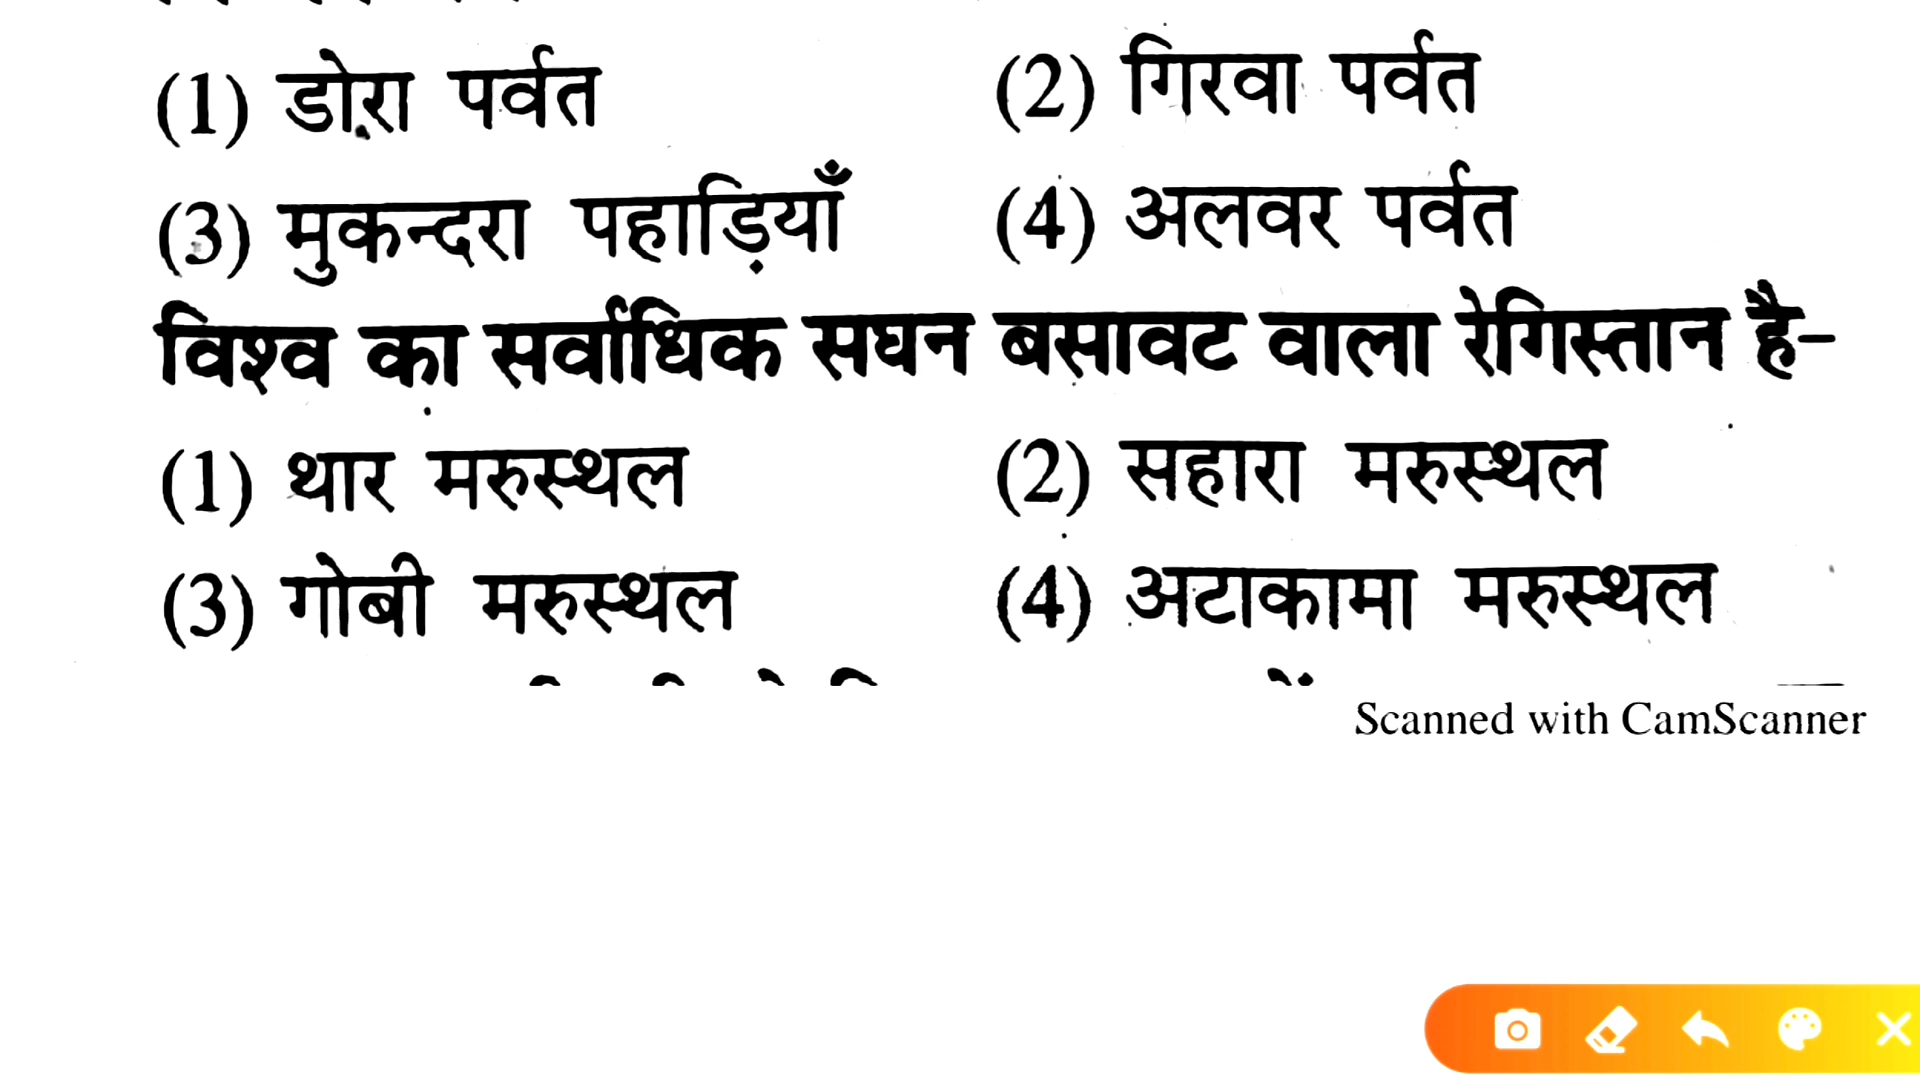 (1) डोरा पर्वत (2) गिरवा पर्वत
(3) मुकन्दरा पहाड़ियाँ (4) अलवर पर्वत
विश्व का सर्वाधिक सघन बसावट वाला रेगिस्तान है–
(1) थार मरुस्थल (2) सहारा मरुस्थल
(3) गोबी मरुस्थल (4) अटाकामा मरुस्थल
Scanned with CamScanner